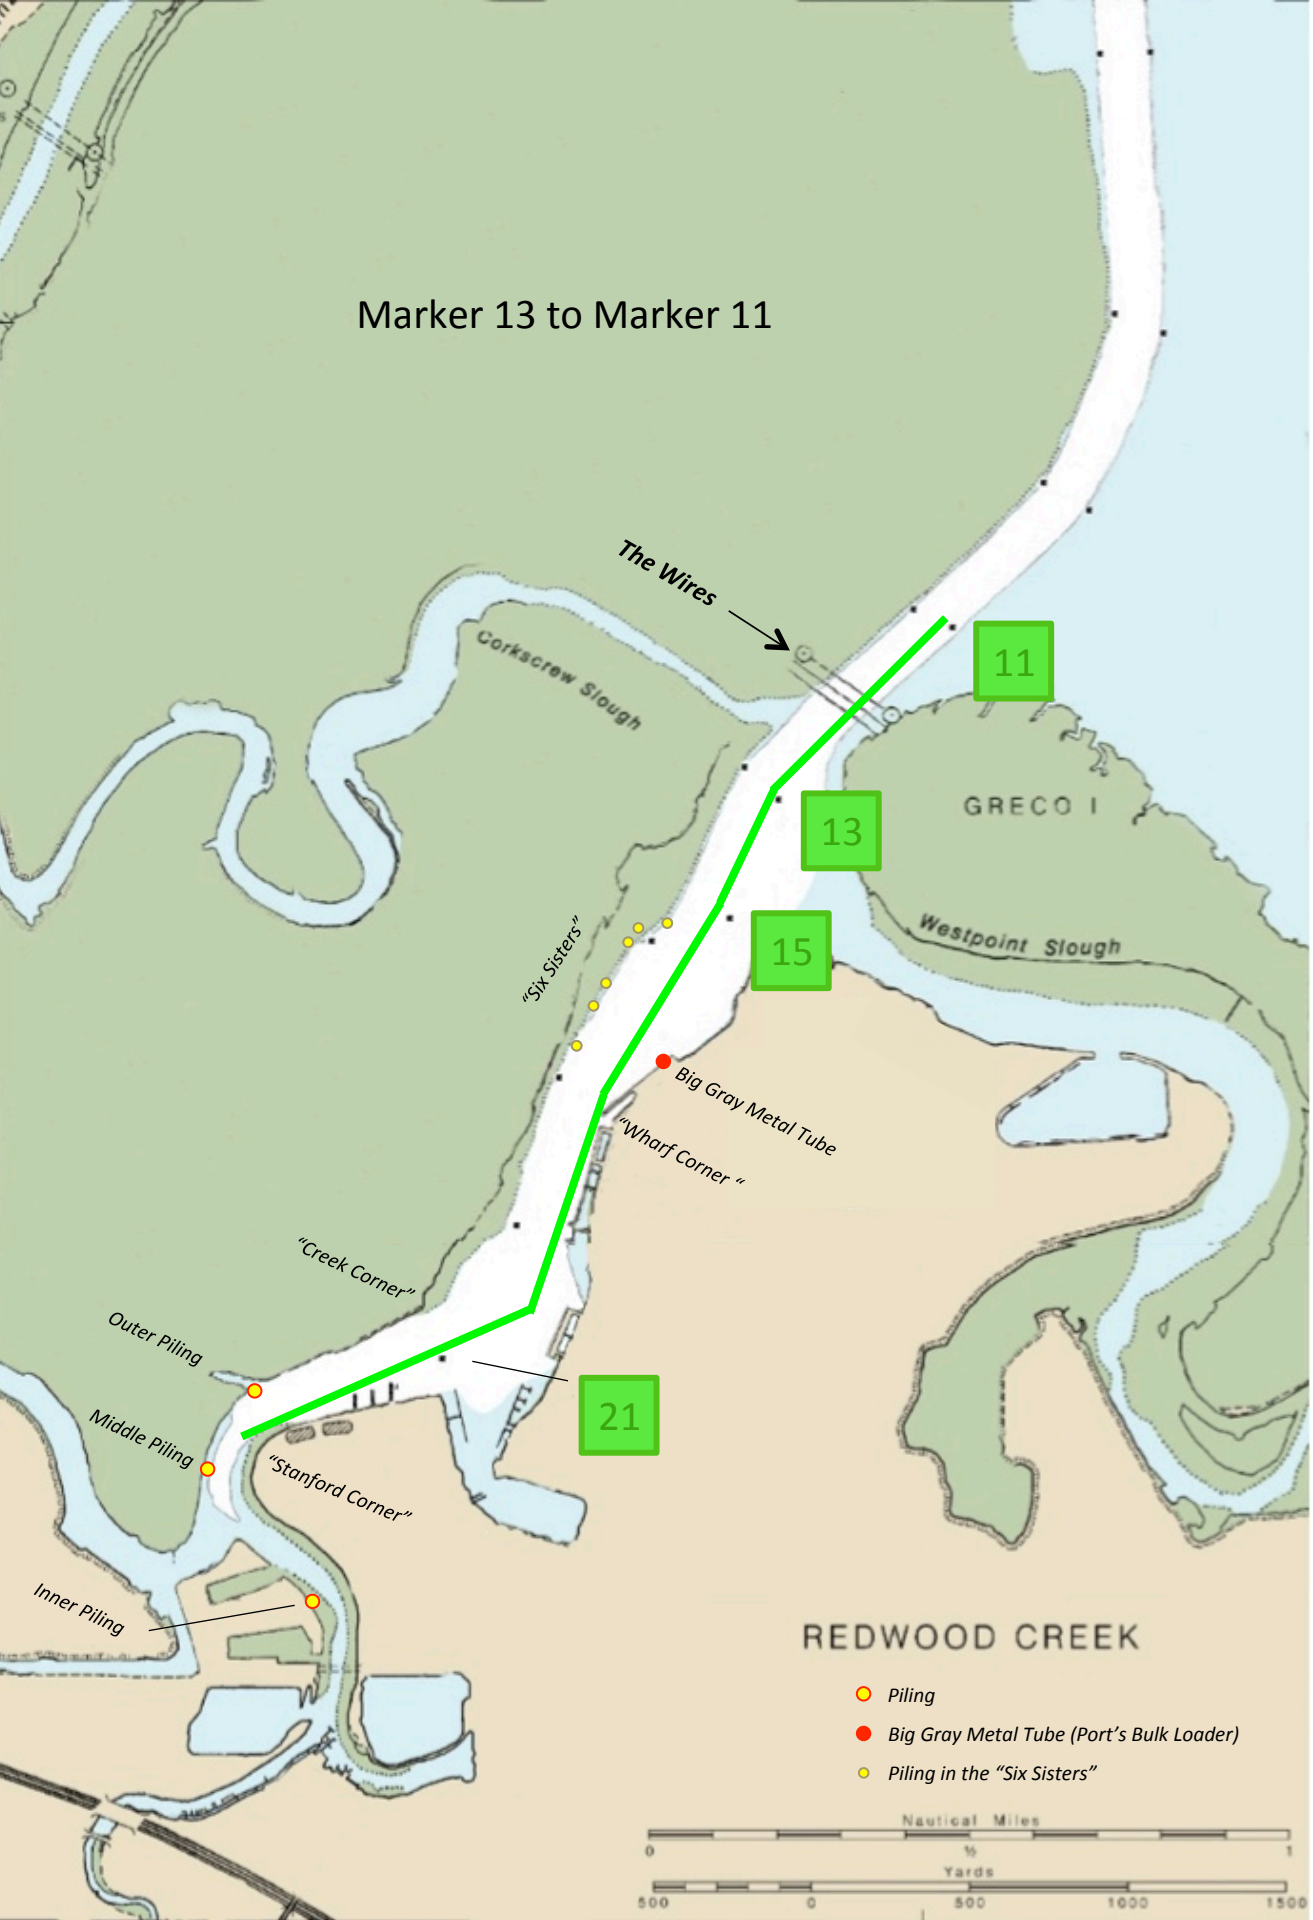 Marker 13 to Marker 11
The Wires
Corkscrew Slough
11
GRECO I
13
15
Westpoint Slough
“Six Sisters”
Big Gray Metal Tube
“Wharf Corner “
“Creek Corner”
Outer Piling
21
Middle Piling
“Stanford Corner”
Inner Piling
REDWOOD CREEK
Piling
Big Gray Metal Tube (Port’s Bulk Loader)
Piling in the “Six Sisters”
Nautical Miles
0 ½ 1
Yards
500 0 500 1000 1500